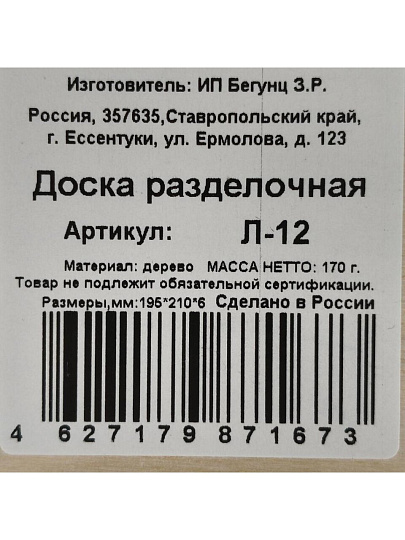 Изготовитель: ИП Бегунц З.Р.
Россия, 357635,Ставропольский край,
г. Ессентуки, ул. Ермолова, д. 123
Доска разделочная
Артикул: Л-12
Материал: дерево МАССА НЕТТО: 170 г.
Товар не подлежит обязательной сертификации.
Размеры,мм:195*210*6 Сделано в России
4 627179 871673